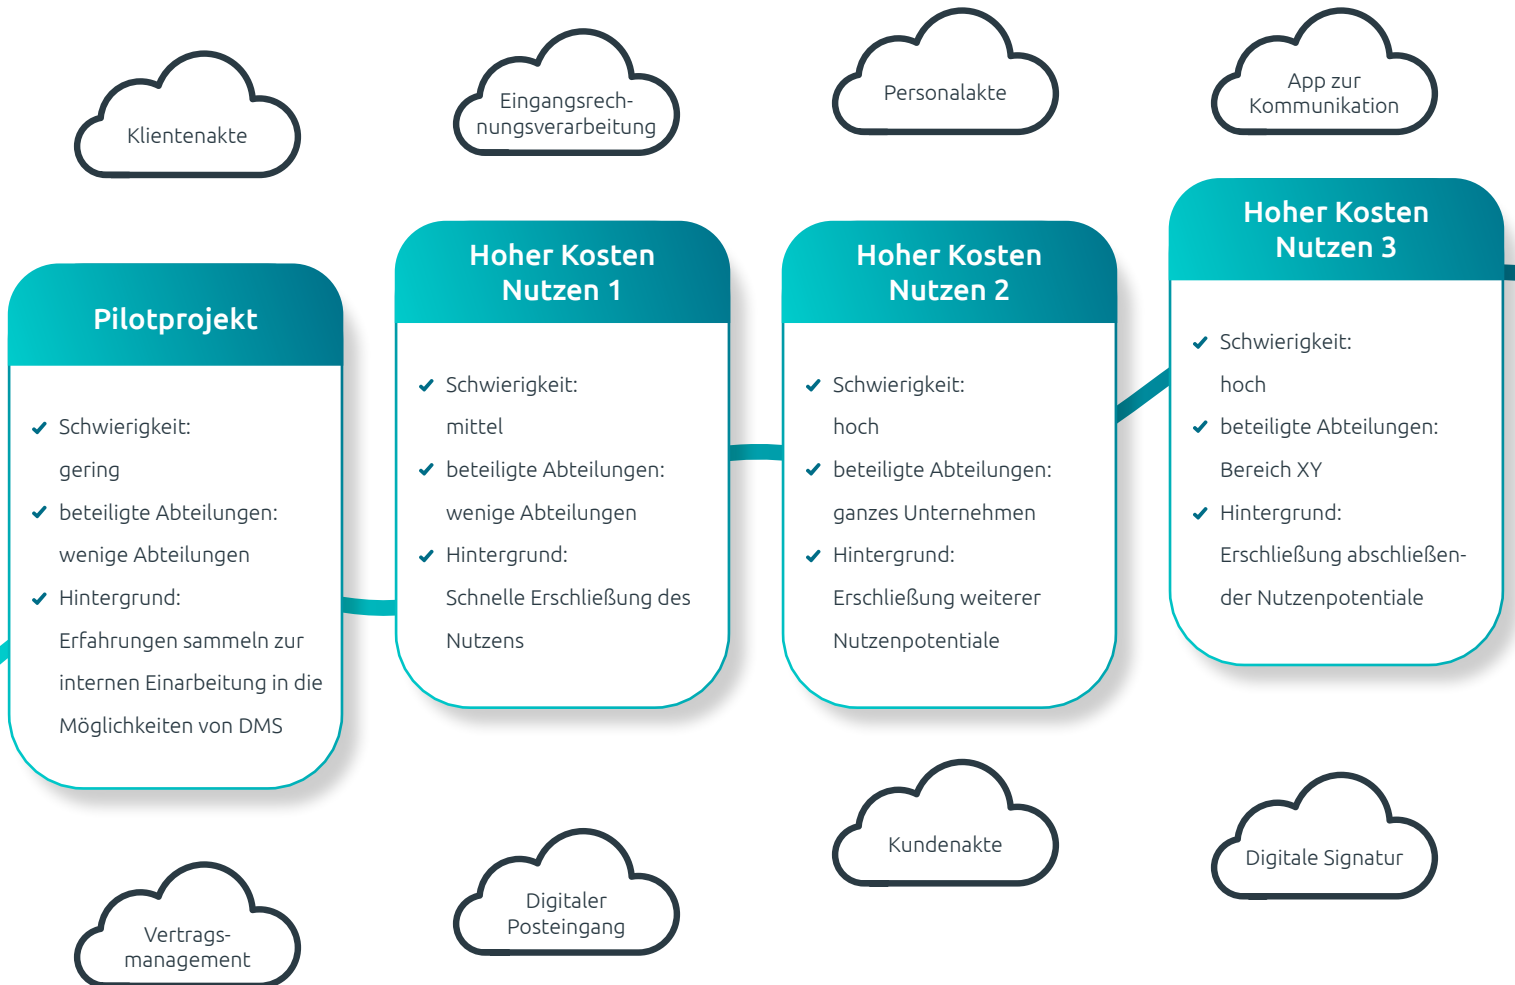 Klientenakte
Eingangsrech-
nungsverarbeitung
Personalakte
App zur
Kommunikation
Pilotprojekt
Schwierigkeit:
gering
beteiligte Abteilungen:
wenige Abteilungen
Hintergrund:
Erfahrungen sammeln zur
internen Einarbeitung in die
Möglichkeiten von DMS
Hoher Kosten
Nutzen 1
Schwierigkeit:
mittel
beteiligte Abteilungen:
wenige Abteilungen
Hintergrund:
Schnelle Erschließung des
Nutzens
Hoher Kosten
Nutzen 2
Schwierigkeit:
hoch
beteiligte Abteilungen:
ganzes Unternehmen
Hintergrund:
Erschließung weiterer
Nutzenpotentiale
Hoher Kosten
Nutzen 3
Schwierigkeit:
hoch
beteiligte Abteilungen:
Bereich XY
Hintergrund:
Erschließung abschließen-
der Nutzenpotentiale
Vertrags-
management
Digitaler
Posteingang
Kundenakte
Digitale Signatur